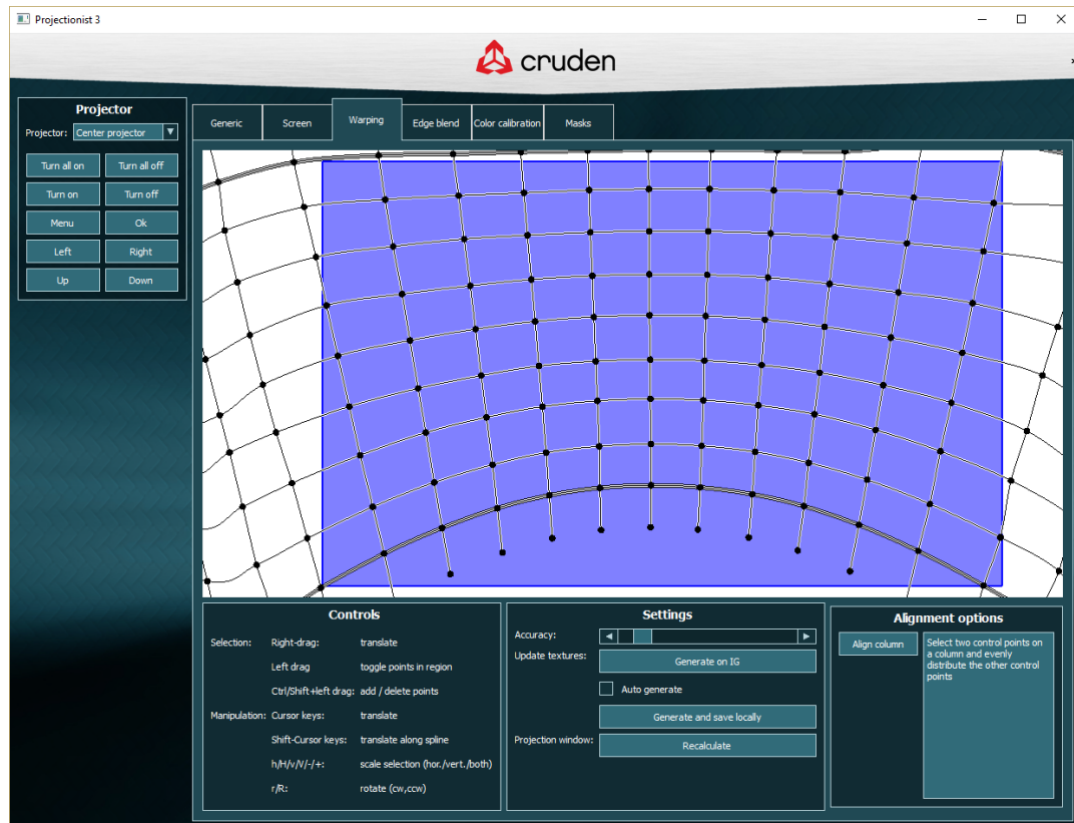 Projectionist 3
cruden
Projector
Projector: Center projector
Turn all on Turn all off
Turn on Turn off
Menu Ok
Left Right
Up Down
Generic Screen Warping Edge blend Color calibration Masks
Controls
Selection: Right-drag: translate
Left drag toggle points in region
Ctrl/Shift+left drag: add / delete points
Manipulation: Cursor keys: translate
Shift-Cursor keys: translate along spline
h/H/v/V/-/+: scale selection (hor./vert./both)
r/R: rotate (cw,ccw)
Settings
Accuracy:
Update textures: Generate on IG
Auto generate
Generate and save locally
Projection window: Recalculate
Alignment options
Align column
Select two control points on
a column and evenly
distribute the other control
points